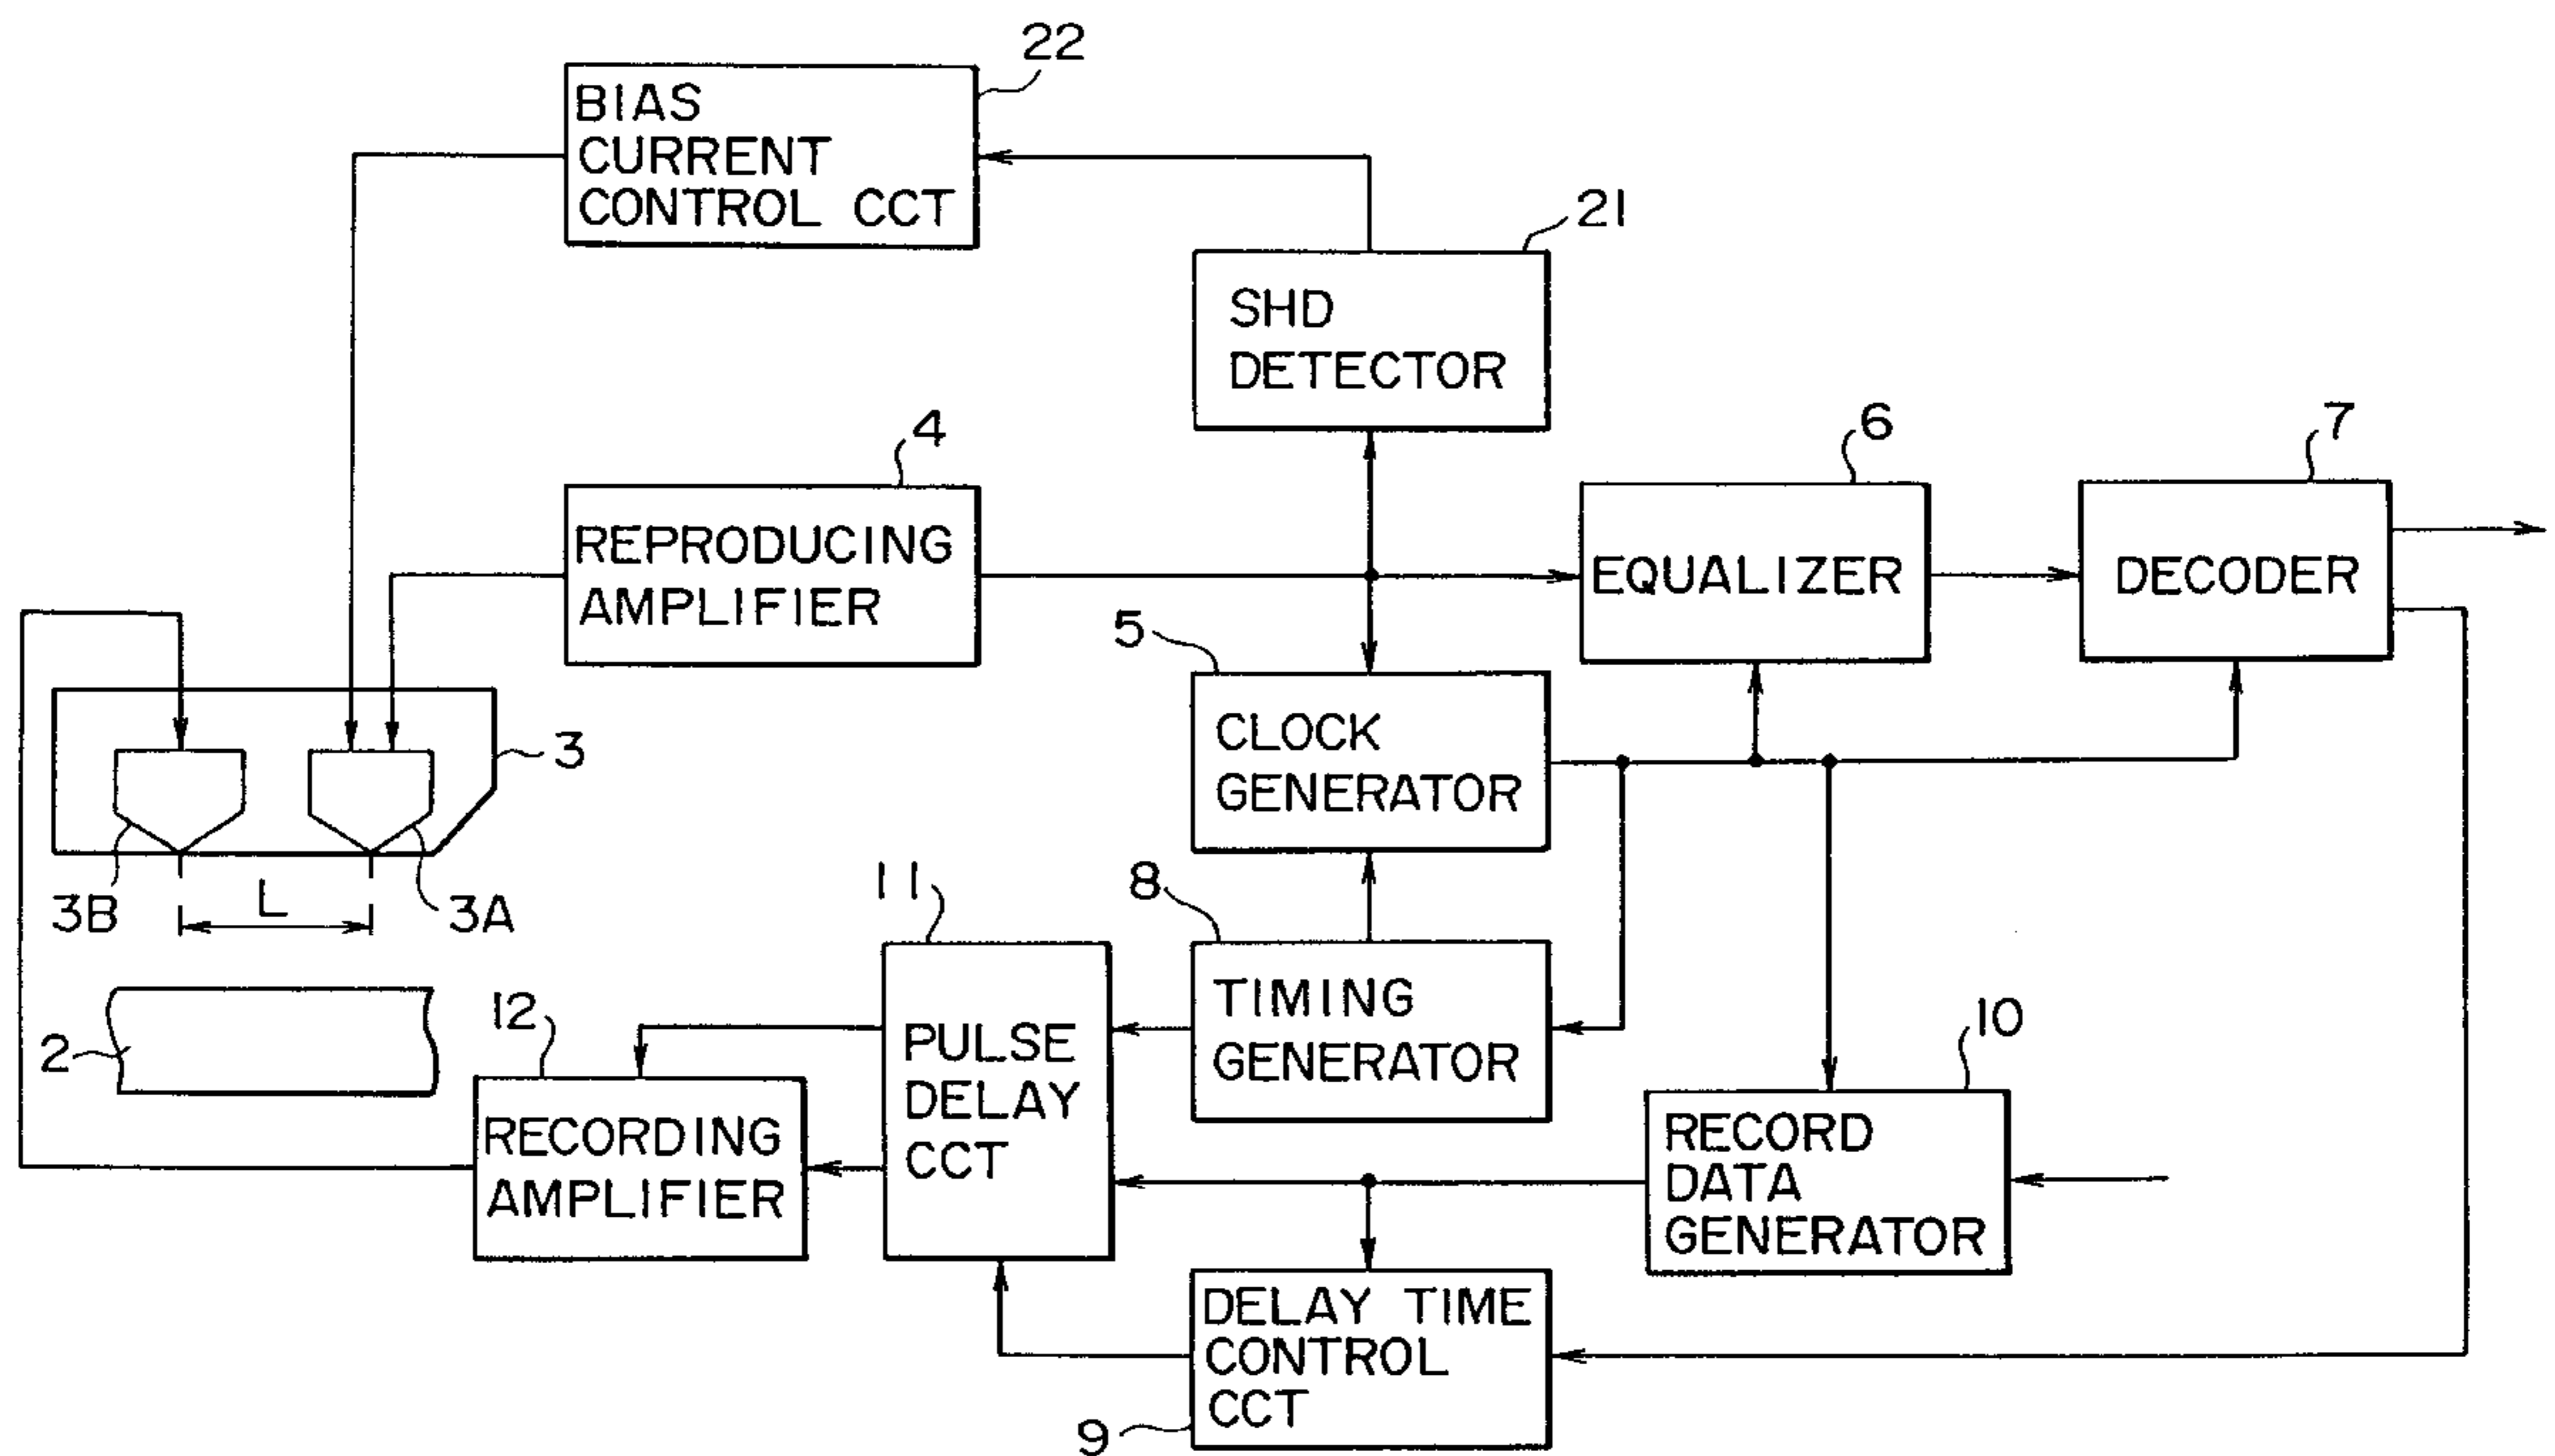 22
BIAS
CURRENT
CONTROL CCT
21
SHD
DETECTOR
4
REPRODUCING
AMPLIFIER
6
EQUALIZER
7
DECODER
5
CLOCK
GENERATOR
3
3B
L
3A
2
8
TIMING
GENERATOR
11
PULSE
DELAY
CCT
12
RECORDING
AMPLIFIER
10
RECORD
DATA
GENERATOR
DELAY TIME
CONTROL
CCT
9